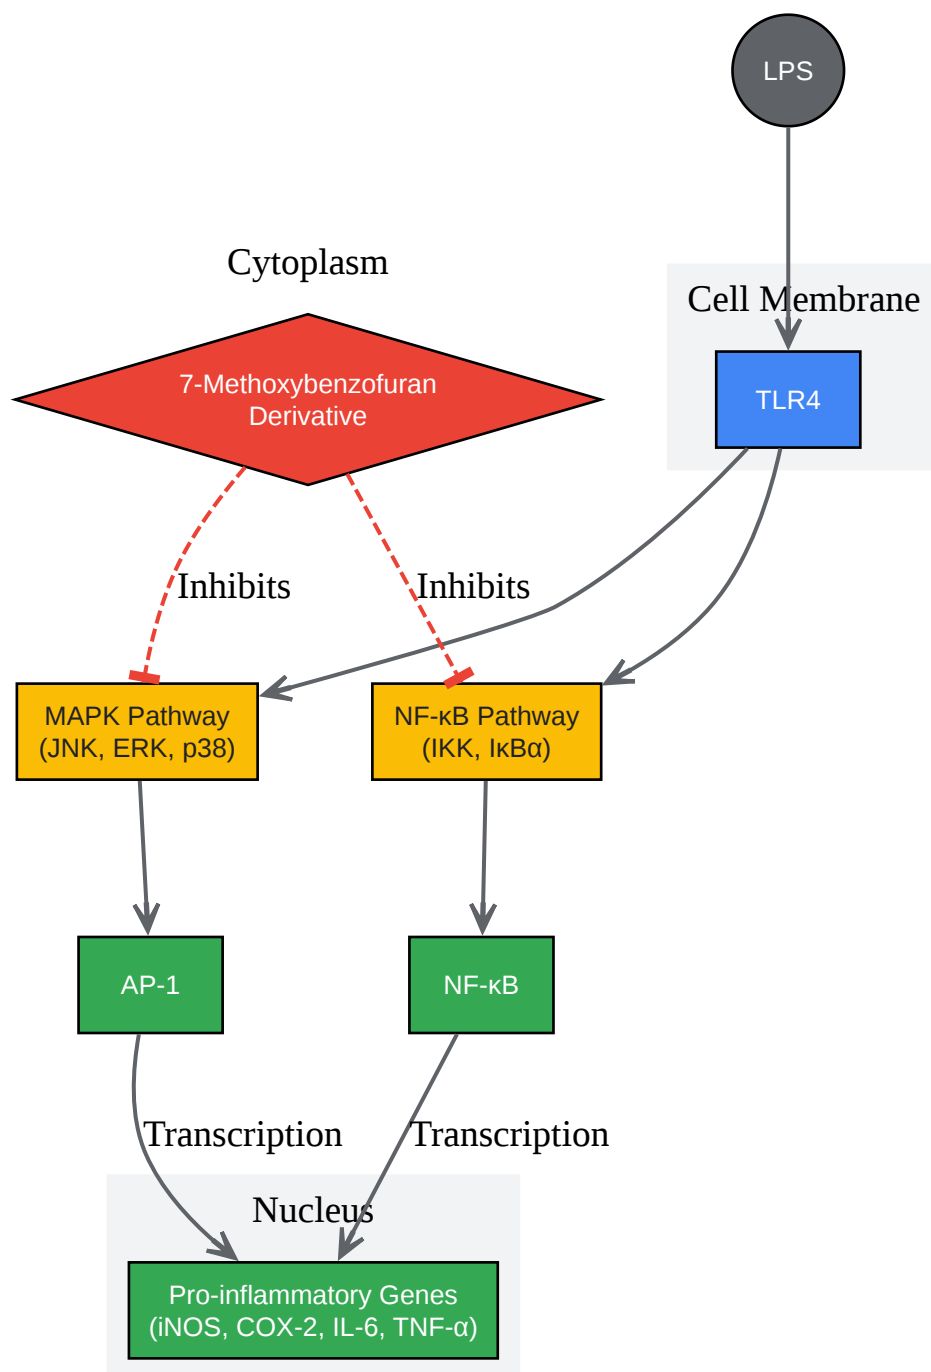 LPS
Cytoplasm
Cell Membrane
7-Methoxybenzofuran
Derivative
TLR4
Inhibits
Inhibits
MAPK Pathway
(JNK, ERK, p38)
NF-κB Pathway
(IKK, IκBα)
AP-1
NF-κB
Transcription
Transcription
Nucleus
Pro-inflammatory Genes
(iNOS, COX-2, IL-6, TNF-α)